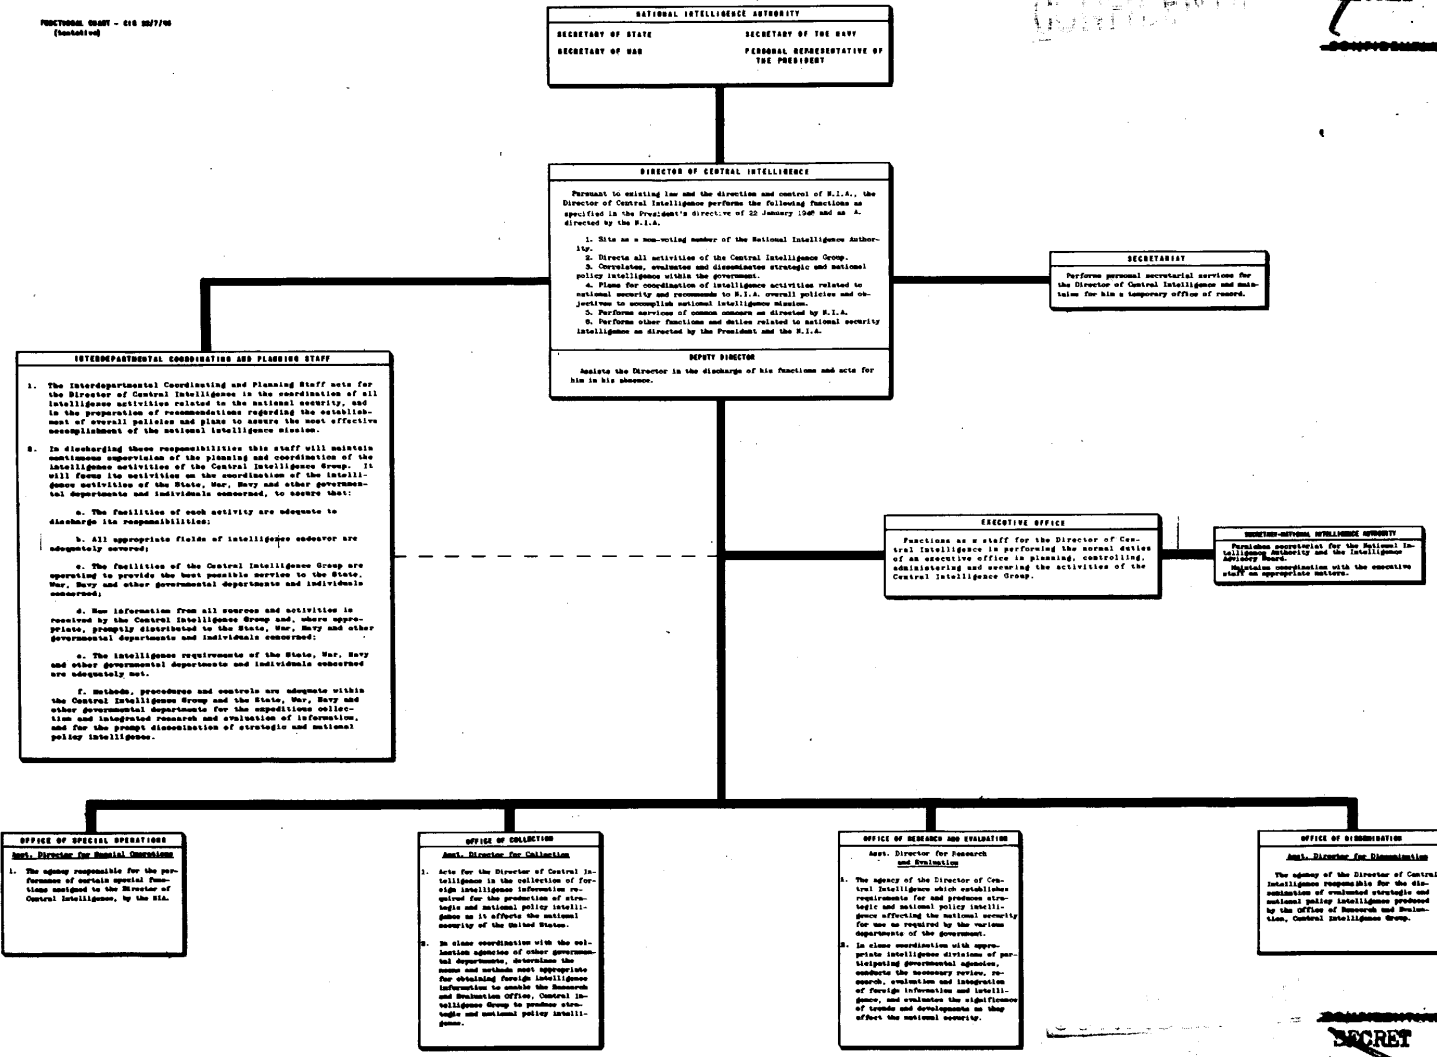 FUNCTIONAL CHART - CIG 22/7/46
(tentative)
NATIONAL INTELLIGENCE AUTHORITY
SECRETARY OF STATE
SECRETARY OF THE NAVY
SECRETARY OF WAR
PERSONAL REPRESENTATIVE OF
THE PRESIDENT
CONFIDENTIAL
CONFIDENTIAL
DIRECTOR OF CENTRAL INTELLIGENCE
Pursuant to existing law and the direction and control of N.I.A., the
Director of Central Intelligence performs the following functions as
specified in the President's directive of 22 January 1946 and as A.
directed by the N.I.A.
1. Sits as a non-voting member of the National Intelligence Author-
ity.
2. Directs all activities of the Central Intelligence Group.
3. Correlates, evaluates and disseminates strategic and national
policy intelligence within the government.
4. Plans for coordination of intelligence activities related to
national security and recommends to N.I.A. overall policies and ob-
jectives to accomplish national intelligence mission.
5. Performs services of common concern as directed by N.I.A.
6. Performs other functions and duties related to national security
intelligence as directed by the President and the N.I.A.
DEPUTY DIRECTOR
Assists the Director in the discharge of his functions and acts for
him in his absence.
SECRETARIAT
Performs personal secretarial services for
the Director of Central Intelligence and main-
tains for him a temporary office of record.
INTERDEPARTMENTAL COORDINATING AND PLANNING STAFF
1. The Interdepartmental Coordinating and Planning Staff acts for
the Director of Central Intelligence in the coordination of all
intelligence activities related to the national security, and
in the preparation of recommendations regarding the establish-
ment of overall policies and plans to assure the most effective
accomplishment of the national intelligence mission.
2. In discharging these responsibilities this staff will maintain
continuous supervision of the planning and coordination of the
intelligence activities of the Central Intelligence Group. It
will focus its activities on the coordination of the intelli-
gence activities of the State, War, Navy and other governmen-
tal departments and individuals concerned, to assure that:
a. The facilities of each activity are adequate to
discharge its responsibilities;
b. All appropriate fields of intelligence endeavor are
adequately covered;
c. The facilities of the Central Intelligence Group are
operating to provide the best possible service to the State,
War, Navy and other governmental departments and individuals
concerned;
d. Raw information from all sources and activities is
received by the Central Intelligence Group and, where appro-
priate, promptly distributed to the State, War, Navy and other
governmental departments and individuals concerned;
e. The intelligence requirements of the State, War, Navy
and other governmental departments and individuals concerned
are adequately met.
f. Methods, procedures and controls are adequate within
the Central Intelligence Group and the State, War, Navy and
other governmental departments for the expeditious collec-
tion and integrated research and evaluation of information,
and for the prompt dissemination of strategic and national
policy intelligence.
EXECUTIVE OFFICE
Functions as a staff for the Director of Cen-
tral Intelligence in performing the normal duties
of an executive office in planning, controlling,
administering and securing the activities of the
Central Intelligence Group.
SECRETARY-NATIONAL INTELLIGENCE AUTHORITY
Furnishes secretariat for the National In-
telligence Authority and the Intelligence
Advisory Board.
Maintains coordination with the executive
staff on appropriate matters.
OFFICE OF SPECIAL OPERATIONS
Asst. Director for Special Operations
1. The agency responsible for the per-
formance of certain special func-
tions assigned to the Director of
Central Intelligence, by the NIA.
OFFICE OF COLLECTION
Asst. Director for Collection
1. Acts for the Director of Central In-
telligence in the collection of for-
eign intelligence information re-
quired for the production of stra-
tegic and national policy intelli-
gence as it affects the national
security of the United States.
2. In close coordination with the col-
lection agencies of other governmen-
tal departments, determines the
means and methods most appropriate
for obtaining foreign intelligence
information to enable the Research
and Evaluation Office, Central In-
telligence Group to produce stra-
tegic and national policy intelli-
gence.
OFFICE OF RESEARCH AND EVALUATION
Asst. Director for Research
and Evaluation
1. The agency of the Director of Cen-
tral Intelligence which establishes
requirements for and produces stra-
tegic and national policy intelli-
gence affecting the national security
for use as required by the various
departments of the government.
2. In close coordination with appro-
priate intelligence divisions of par-
ticipating governmental agencies,
conducts the necessary review, re-
search, evaluation and integration
of foreign information and intelli-
gence, and evaluates the significance
of trends and developments as they
affect the national security.
OFFICE OF DISSEMINATION
Asst. Director for Dissemination
The agency of the Director of Central
Intelligence responsible for the dis-
semination of evaluated strategic and
national policy intelligence produced
by the Office of Research and Evalua-
tion, Central Intelligence Group.
CONFIDENTIAL
SECRET